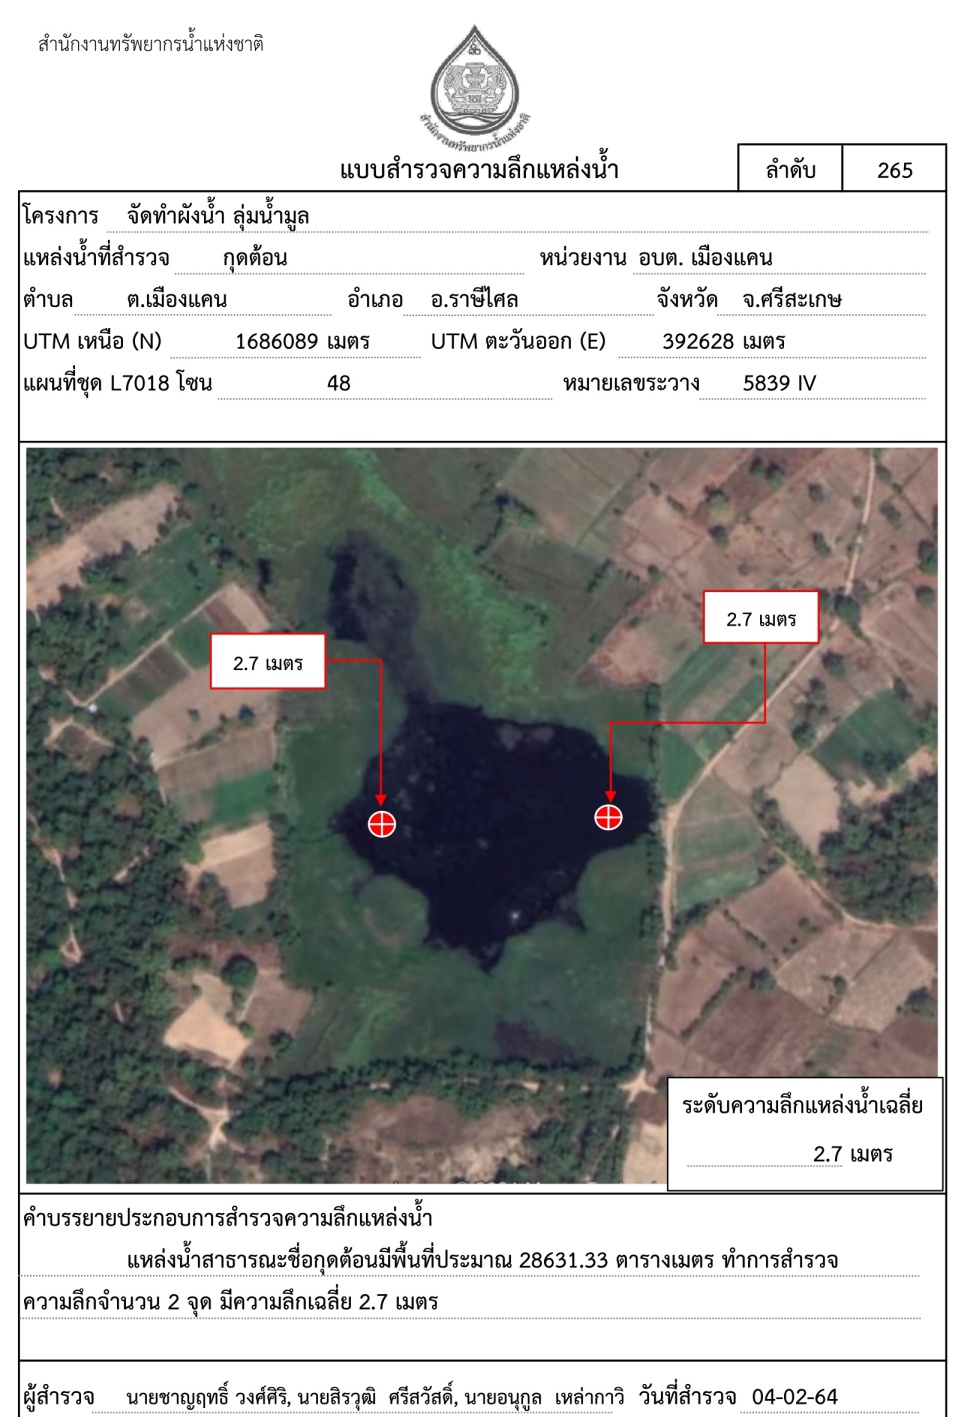 สำนักงานทรัพยากรน้ำแห่งชาติ
สำนักงานทรัพยากรน้ำแห่งชาติ
แบบสำรวจความลึกแหล่งน้ำ
ลำดับ 265
โครงการ จัดทำผังน้ำ ลุ่มน้ำมูล
แหล่งน้ำที่สำรวจ กุดต้อน หน่วยงาน อบต. เมืองแคน
ตำบล ต.เมืองแคน อำเภอ อ.ราษีไศล จังหวัด จ.ศรีสะเกษ
UTM เหนือ (N) 1686089 เมตร UTM ตะวันออก (E) 392628 เมตร
แผนที่ชุด L7018 โซน 48 หมายเลขระวาง 5839 IV
2.7 เมตร
2.7 เมตร
ระดับความลึกแหล่งน้ำเฉลี่ย
2.7 เมตร
คำบรรยายประกอบการสำรวจความลึกแหล่งน้ำ
แหล่งน้ำสาธารณะชื่อกุดต้อนมีพื้นที่ประมาณ 28631.33 ตารางเมตร ทำการสำรวจ
ความลึกจำนวน 2 จุด มีความลึกเฉลี่ย 2.7 เมตร
ผู้สำรวจ นายชาญฤทธิ์ วงศ์ศิริ, นายสิรวุฒิ ศรีสวัสดิ์, นายอนุกูล เหล่ากาวี วันที่สำรวจ 04-02-64